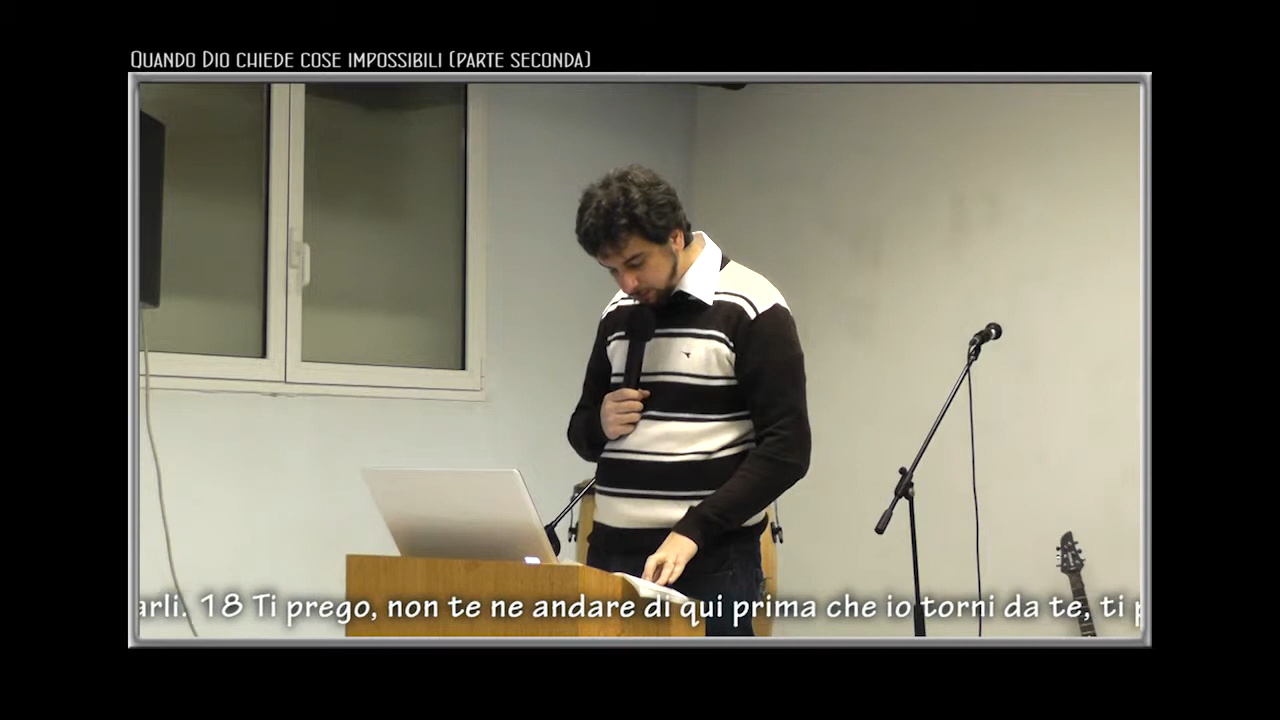 Quando Dio chiede cose impossibili (parte seconda)
arli. 18 Ti prego, non te ne andare di qui prima che io torni da te, ti